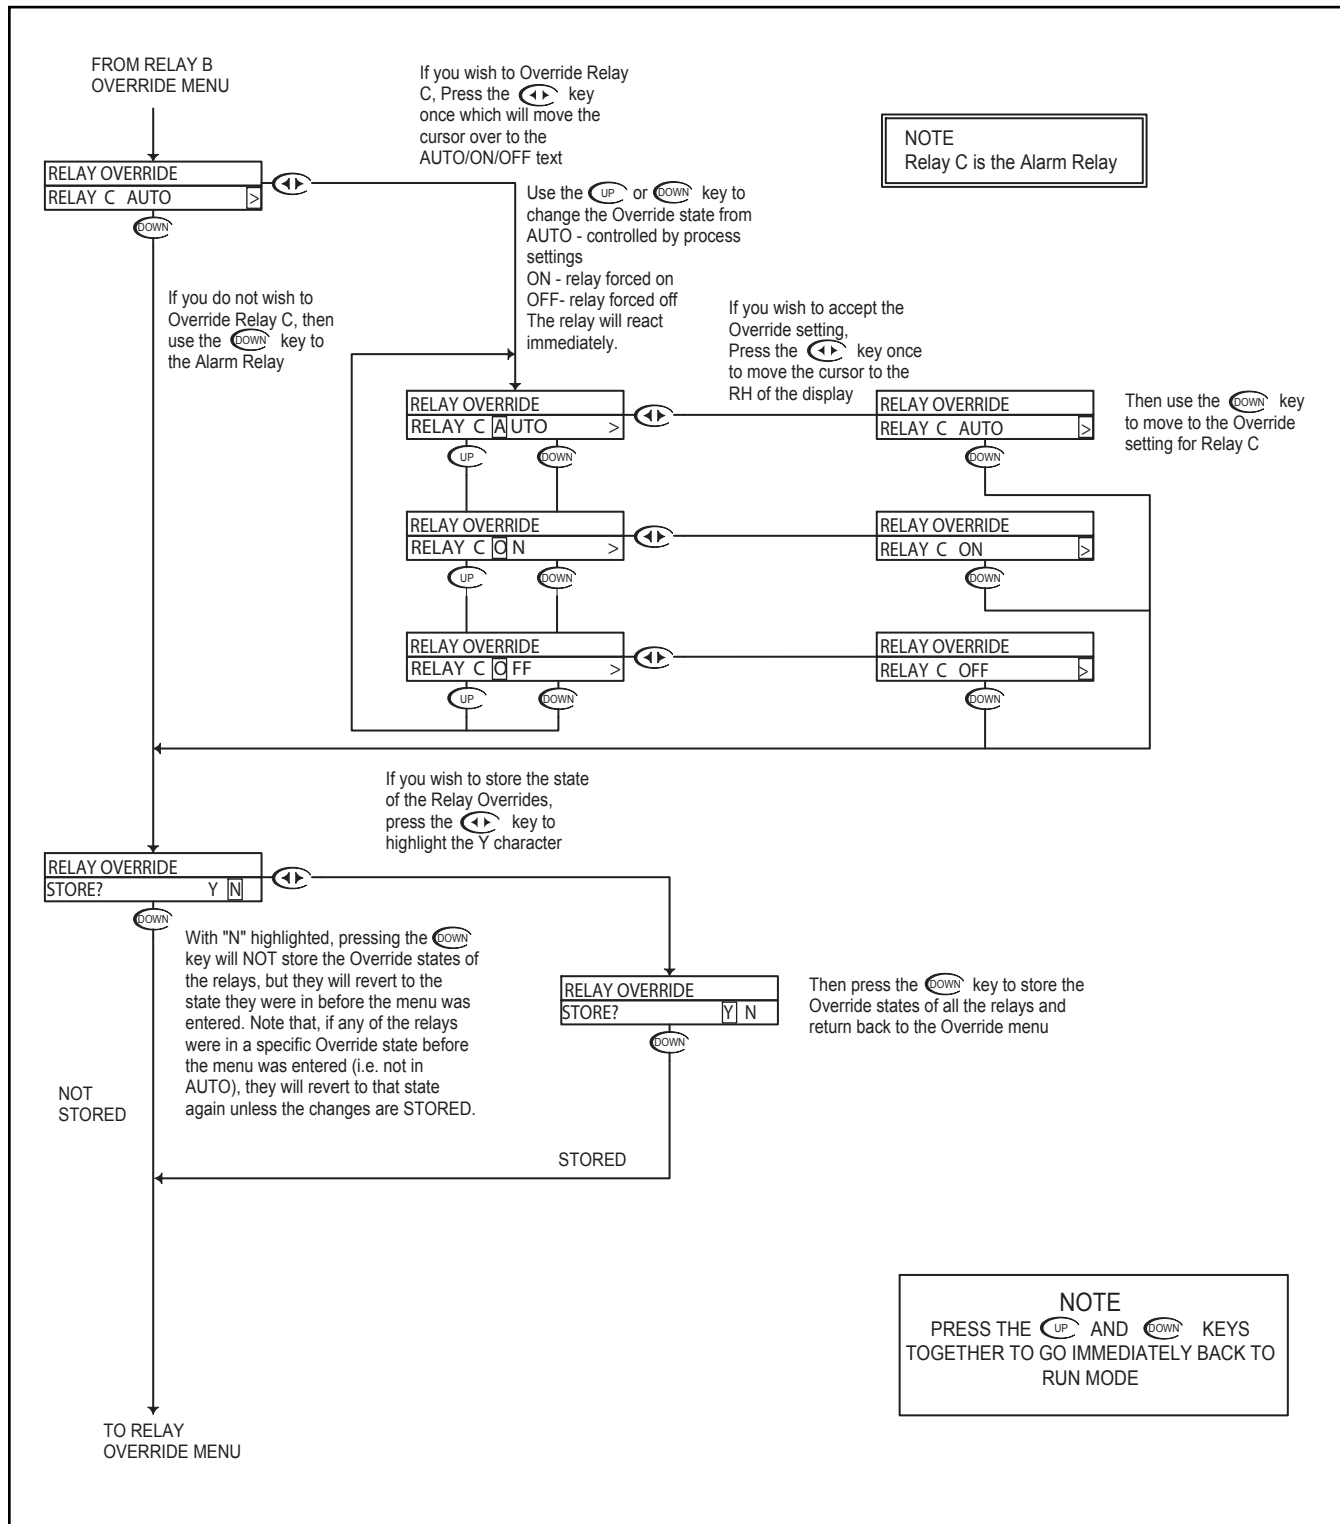 FROM RELAY B
OVERRIDE MENU
If you wish to Override Relay
C, Press the key
once which will move the
cursor over to the
AUTO/ON/OFF text
NOTE
Relay C is the Alarm Relay
RELAY OVERRIDE
RELAY C AUTO >
DOWN
Use the UP or DOWN key to
change the Override state from
AUTO - controlled by process
settings
ON - relay forced on
OFF- relay forced off
The relay will react
immediately.
If you do not wish to
Override Relay C, then
use the DOWN key to
the Alarm Relay
If you wish to accept the
Override setting,
Press the key once
to move the cursor to the
RH of the display
RELAY OVERRIDE
RELAY C AUTO >
UP DOWN
RELAY OVERRIDE
RELAY C AUTO >
DOWN
Then use the DOWN key
to move to the Override
setting for Relay C
RELAY OVERRIDE
RELAY C ON >
UP DOWN
RELAY OVERRIDE
RELAY C ON >
DOWN
RELAY OVERRIDE
RELAY C OFF >
UP DOWN
RELAY OVERRIDE
RELAY C OFF >
DOWN
If you wish to store the state
of the Relay Overrides,
press the key to
highlight the Y character
RELAY OVERRIDE
STORE? Y N
DOWN
With "N" highlighted, pressing the DOWN
key will NOT store the Override states of
the relays, but they will revert to the
state they were in before the menu was
entered. Note that, if any of the relays
were in a specific Override state before
the menu was entered (i.e. not in
AUTO), they will revert to that state
again unless the changes are STORED.
RELAY OVERRIDE
STORE? Y N
DOWN
Then press the DOWN key to store the
Override states of all the relays and
return back to the Override menu
NOT
STORED
STORED
NOTE
PRESS THE UP AND DOWN KEYS
TOGETHER TO GO IMMEDIATELY BACK TO
RUN MODE
TO RELAY
OVERRIDE MENU